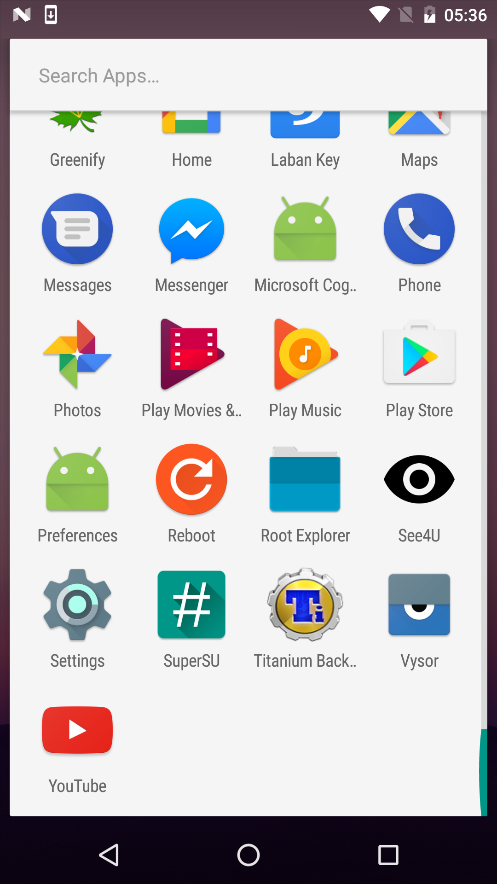 05:36
Search Apps...
Greenify Home Laban Key Maps
Messages Messenger Microsoft Cog.. Phone
Photos Play Movies &.. Play Music Play Store
Preferences Reboot Root Explorer See4U
# Ti
Settings SuperSU Titanium Back.. Vysor
YouTube